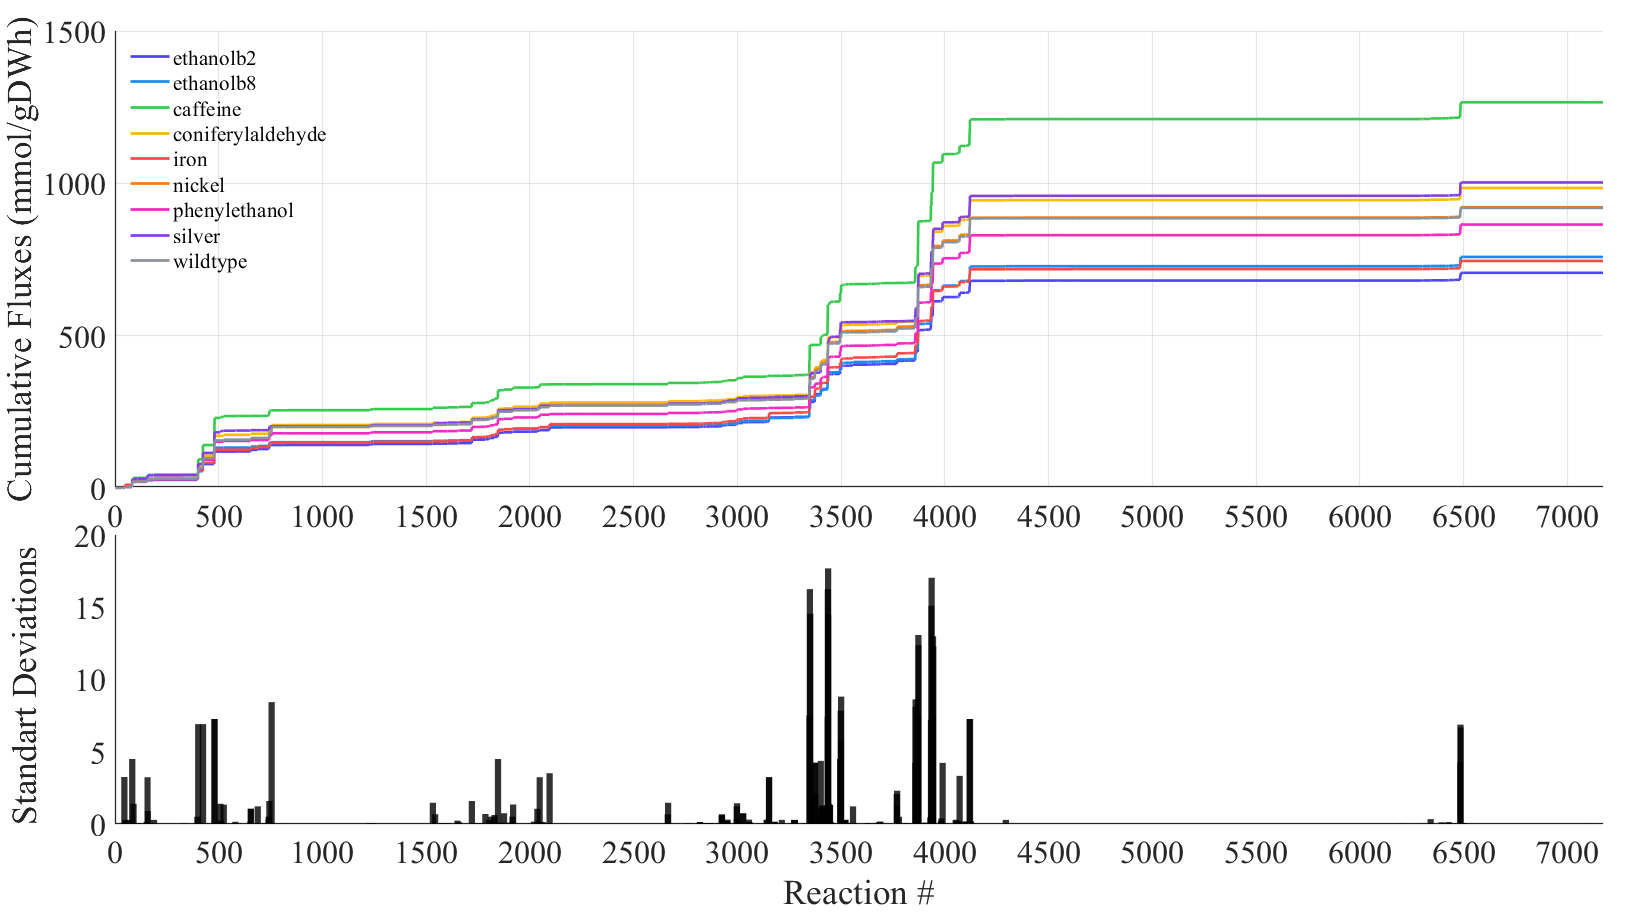 Cumulative Fluxes (mmol/gDWh)
1500
1000
500
0
ethanolb2
ethanolb8
caffeine
coniferylaldehyde
iron
nickel
phenylethanol
silver
wildtype
0 500 1000 1500 2000 2500 3000 3500 4000 4500 5000 5500 6000 6500 7000
Standart Deviations
20
15
10
5
0
0 500 1000 1500 2000 2500 3000 3500 4000 4500 5000 5500 6000 6500 7000
Reaction #